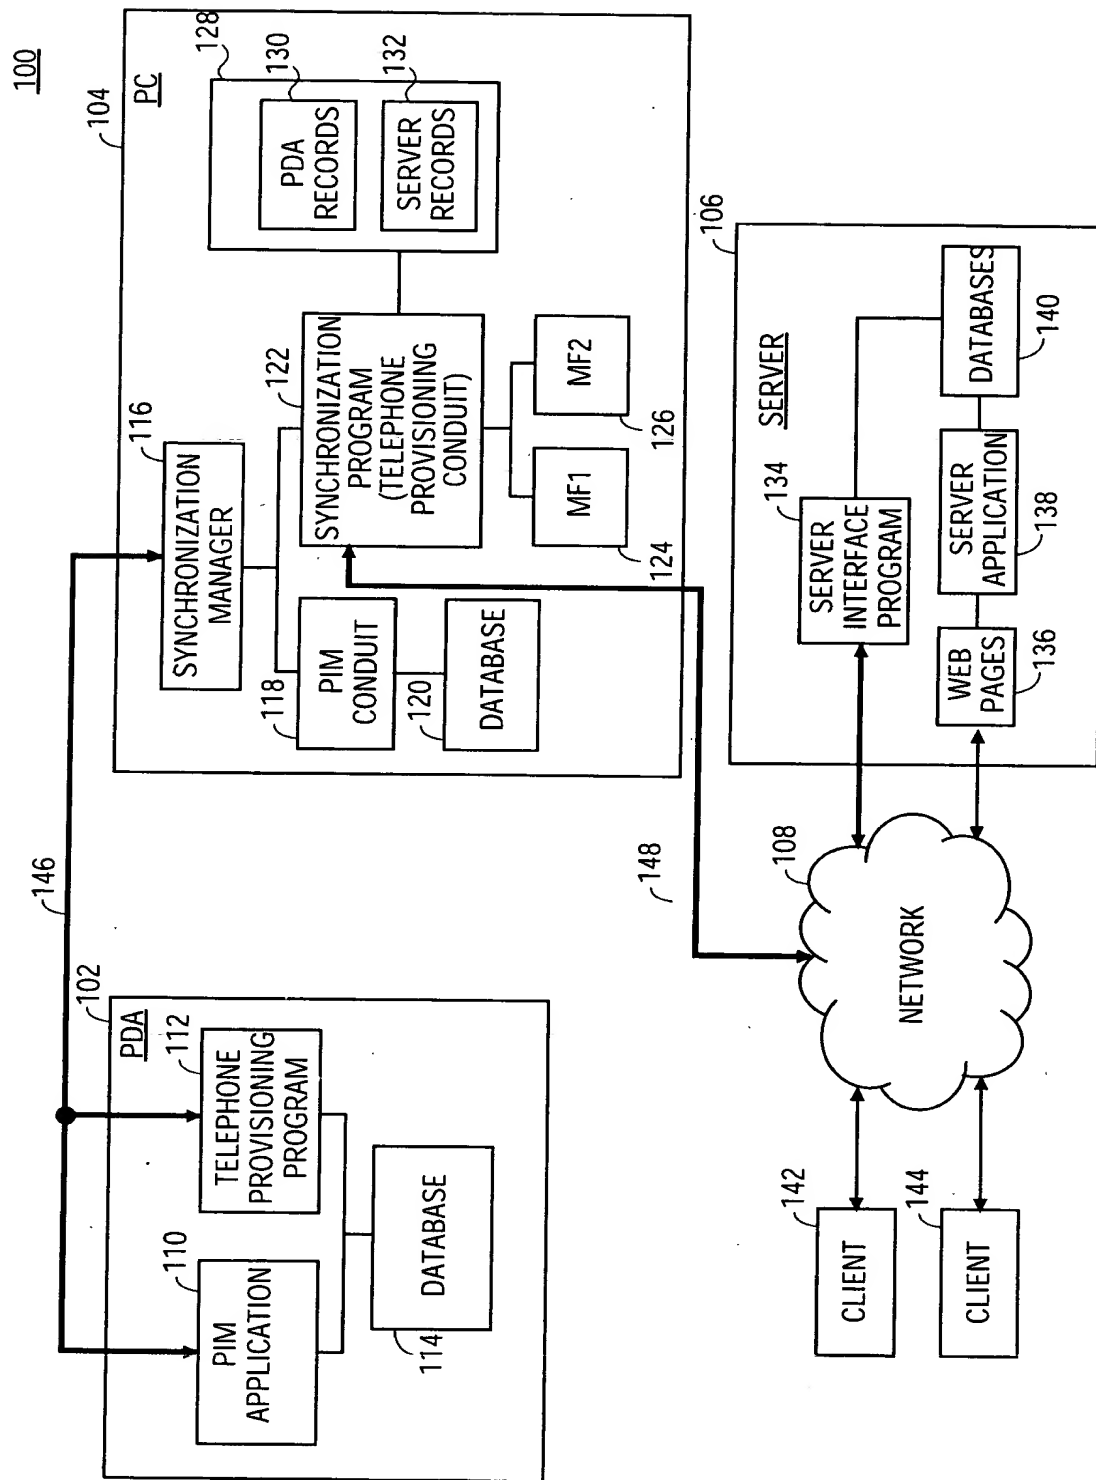 100
102
PDA
110
PIM
APPLICATION
112
TELEPHONE
PROVISIONING
PROGRAM
DATABASE
114
146
104
PC
116
SYNCHRONIZATION
MANAGER
118
PIM
CONDUIT
120
DATABASE
122
SYNCHRONIZATION
PROGRAM
(TELEPHONE
PROVISIONING
CONDUIT)
MF1
124
MF2
126
128
130
PDA
RECORDS
132
SERVER
RECORDS
148
108
NETWORK
142
CLIENT
144
CLIENT
106
SERVER
134
SERVER
INTERFACE
PROGRAM
WEB
PAGES
136
SERVER
APPLICATION
138
DATABASES
140